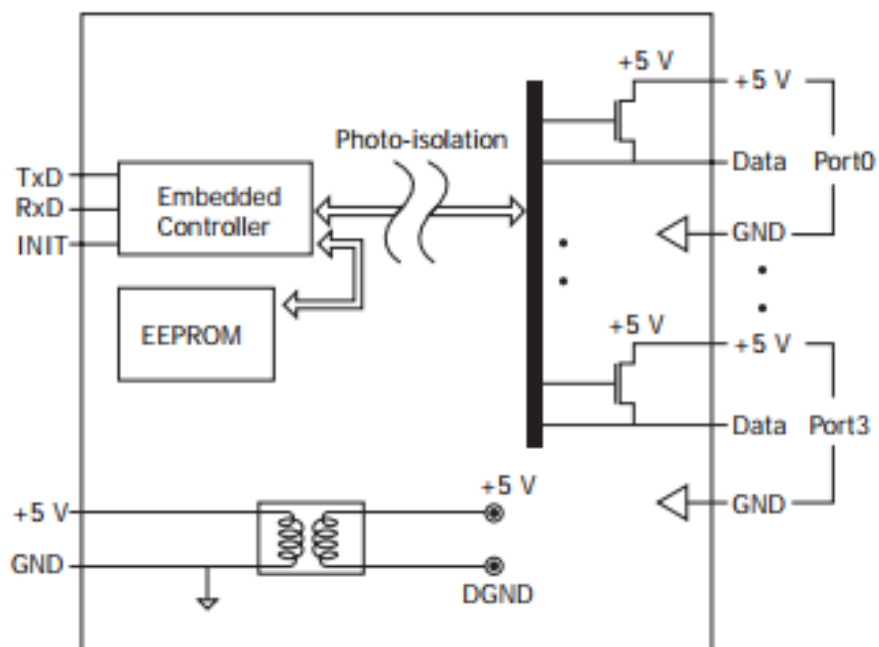 +5 V
+5 V
Photo-isolation
TxD
RxD
INIT
Embedded
Controller
Data
Port0
GND
EEPROM
+5 V
+5 V
Data
Port3
+5 V
+5 V
GND
GND
DGND